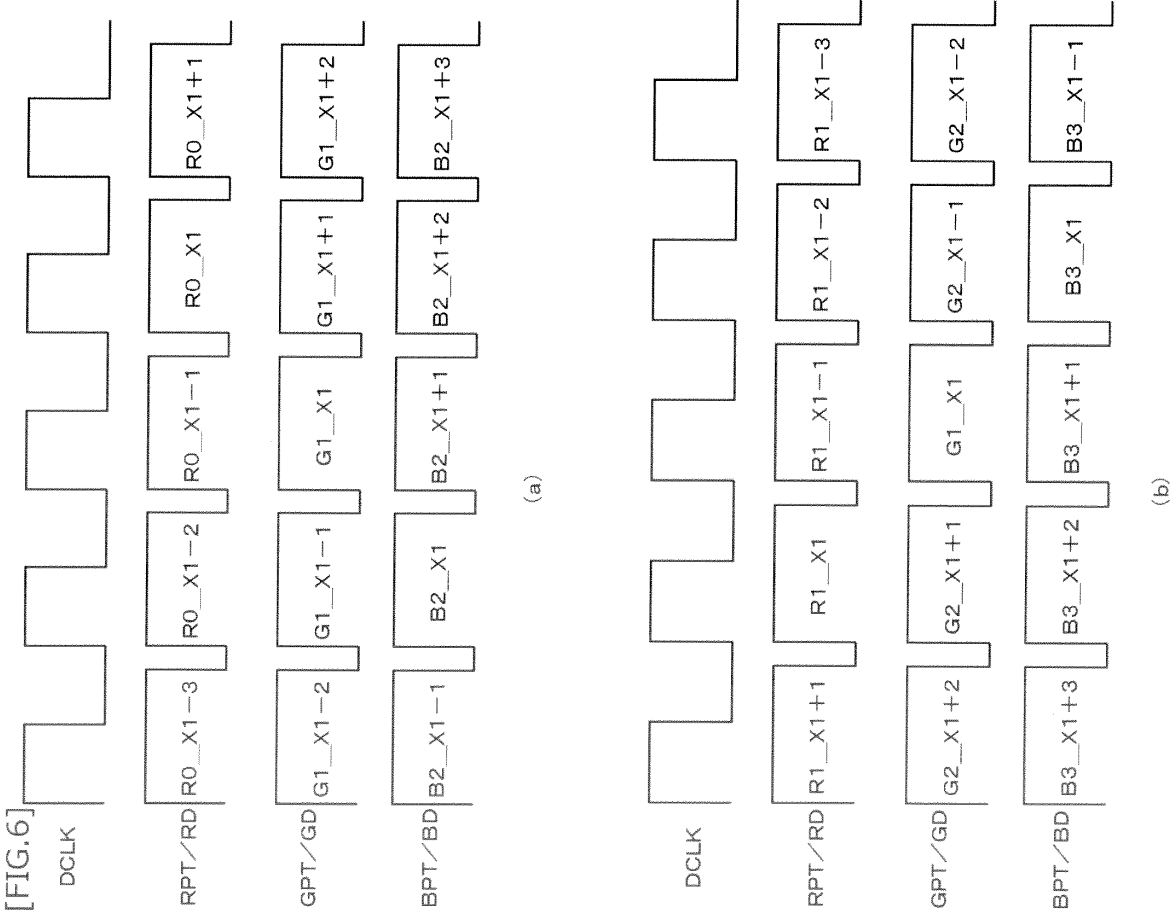 [FIG.6]
DCLK
RPT/RD R0_X1−3 R0_X1−2 R0_X1−1 R0_X1 R0_X1+1
GPT/GD G1_X1−2 G1_X1−1 G1_X1 G1_X1+1 G1_X1+2
BPT/BD B2_X1−1 B2_X1 B2_X1+1 B2_X1+2 B2_X1+3
(a)
DCLK
RPT/RD R1_X1+1 R1_X1 R1_X1−1 R1_X1−2 R1_X1−3
GPT/GD G2_X1+2 G2_X1+1 G1_X1 G2_X1−1 G2_X1−2
BPT/BD B3_X1+3 B3_X1+2 B3_X1+1 B3_X1 B3_X1−1
(b)